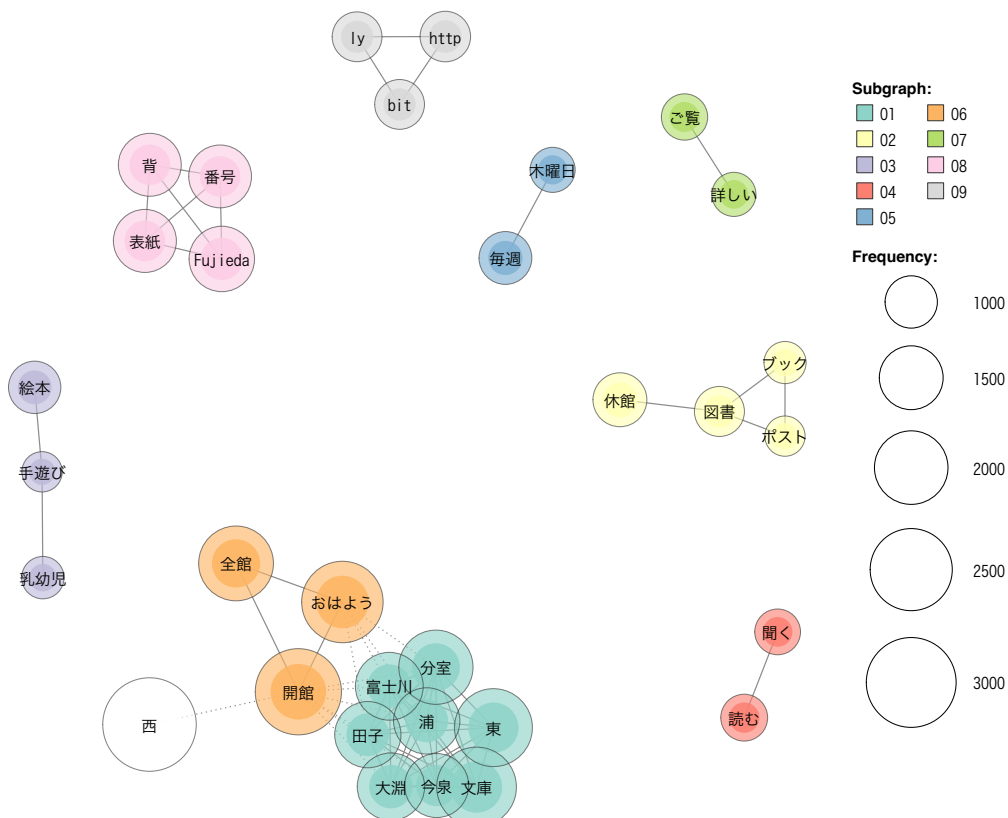 ly
http
bit
ご覧
詳しい
木曜日
毎週
背
番号
表紙
Fujieda
絵本
手遊び
乳幼児
休館
図書
ブック
ポスト
全館
おはよう
開館
西
分室
富士川
浦
田子
東
大淵
今泉
文庫
聞く
読む
Subgraph:
01
06
02
07
03
08
04
09
05
Frequency:
1000
1500
2000
2500
3000